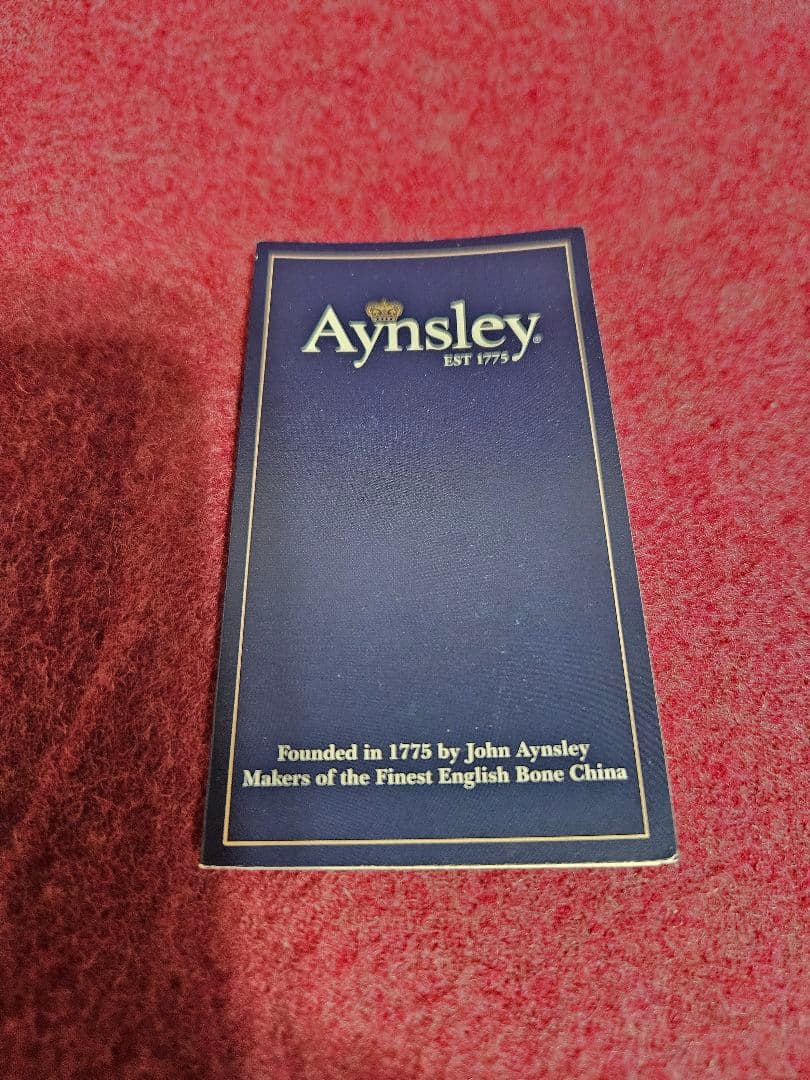 Aynsley®
EST 1775
Founded in 1775 by John Aynsley
Makers of the Finest English Bone China